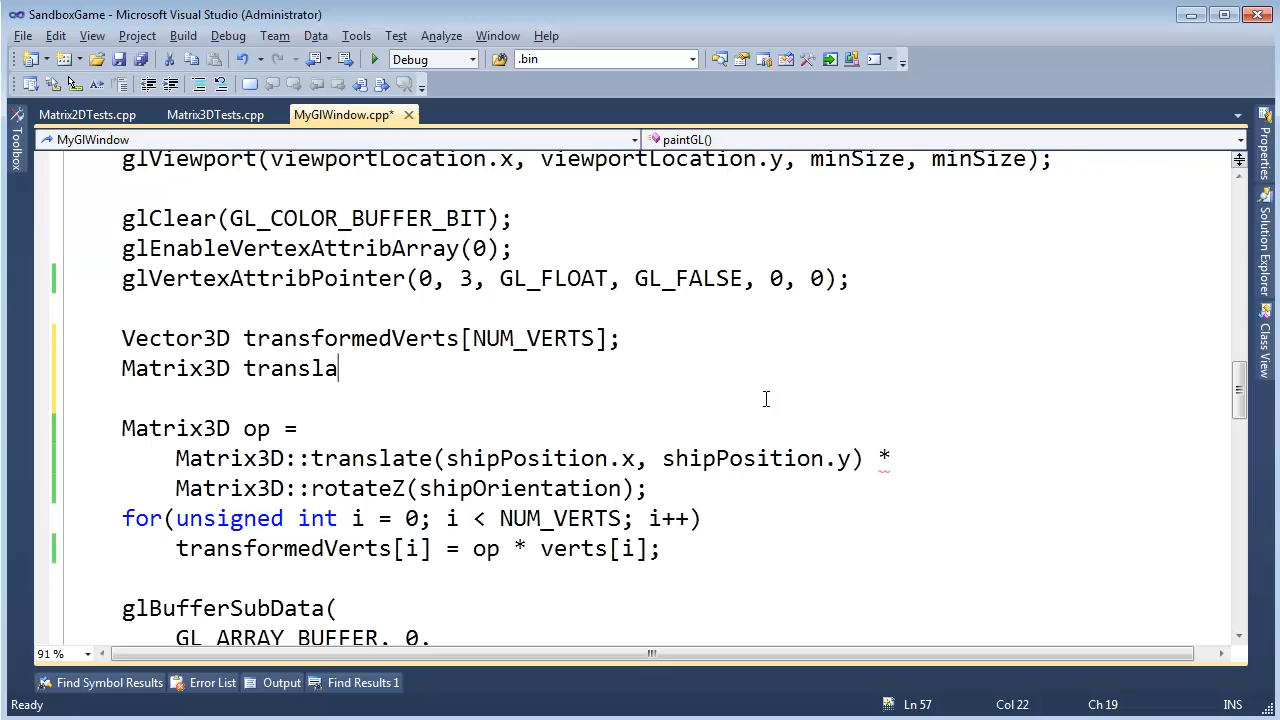 SandboxGame - Microsoft Visual Studio (Administrator)
File Edit View Project Build Debug Team Data Tools Test Analyze Window Help
Debug .bin
Matrix2DTests.cpp Matrix3DTests.cpp MyGlWindow.cpp*
MyGlWindow paintGL()
Toolbox
Properties
Solution Explorer
Class View
glViewport(viewportLocation.x, viewportLocation.y, minSize, minSize);
glClear(GL_COLOR_BUFFER_BIT);
glEnableVertexAttribArray(0);
glVertexAttribPointer(0, 3, GL_FLOAT, GL_FALSE, 0, 0);
Vector3D transformedVerts[NUM_VERTS];
Matrix3D transla
Matrix3D op =
Matrix3D::translate(shipPosition.x, shipPosition.y) *
Matrix3D::rotateZ(shipOrientation);
for(unsigned int i = 0; i < NUM_VERTS; i++)
transformedVerts[i] = op * verts[i];
glBufferSubData(
GL_ARRAY_BUFFER, 0,
91 %
Find Symbol Results Error List Output Find Results 1
Ready Ln 57 Col 22 Ch 19 INS